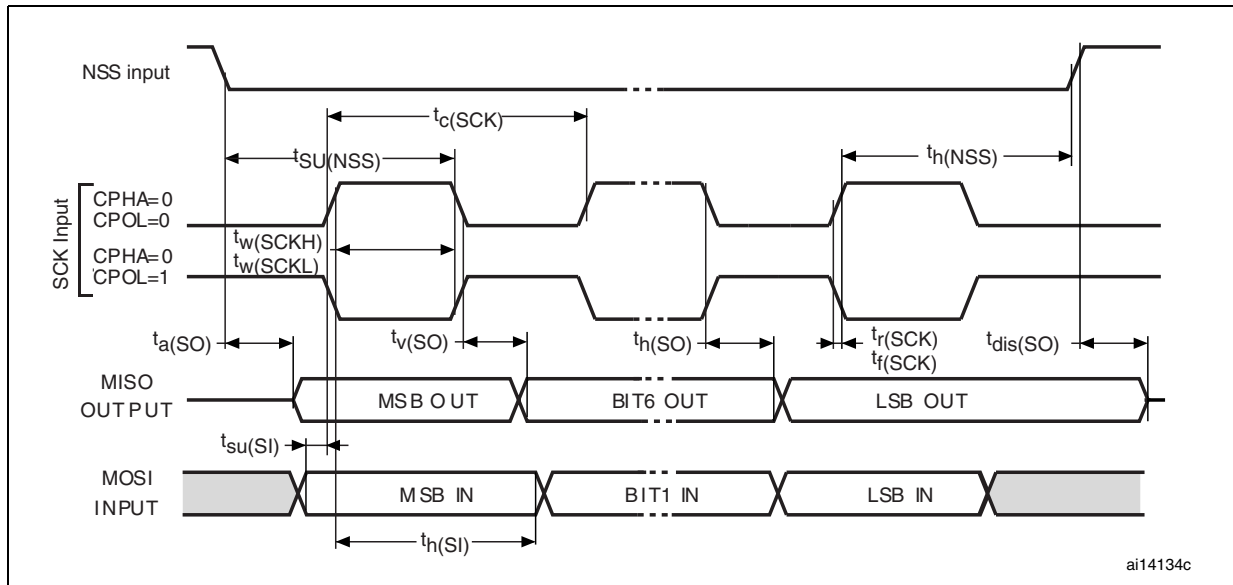 NSS input
tc(SCK)
tSU(NSS)
th(NSS)
SCK Input
CPHA=0
CPOL=0
tw(SCKH)
CPHA=0
tw(SCKL)
CPOL=1
ta(SO)
tv(SO)
th(SO)
tr(SCK)
tf(SCK)
tdis(SO)
MISO
OUTPUT
MSB OUT
BIT6 OUT
LSB OUT
tsu(SI)
MOSI
INPUT
MSB IN
BIT1 IN
LSB IN
th(SI)
ai14134c